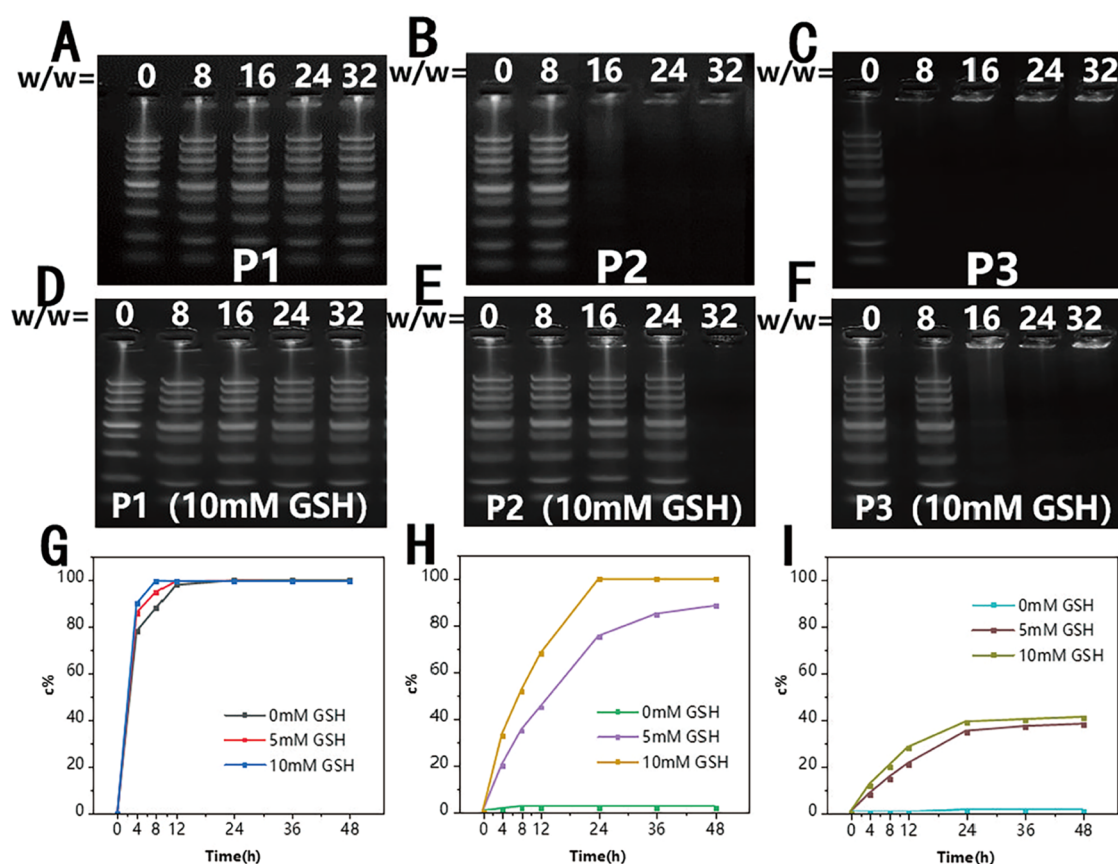 A
w/w= 0 8 16 24 32
P1
B
0 8 16 24 32
P2
C
0 8 16 24 32
P3
D
w/w= 0 8 16 24 32
P1 (10mM GSH)
E
w/w= 0 8 16 24 32
P2 (10mM GSH)
F
w/w= 0 8 16 24 32
P3 (10mM GSH)
G
100
80
60
40
20
0
c%
0mM GSH
5mM GSH
10mM GSH
0 4 8 12 24 36 48
Time(h)
H
100
80
60
40
20
0
c%
0mM GSH
5mM GSH
10mM GSH
0 4 8 12 24 36 48
Time(h)
I
100
80
60
40
20
0
c%
0mM GSH
5mM GSH
10mM GSH
0 4 8 12 24 36 48
Time(h)